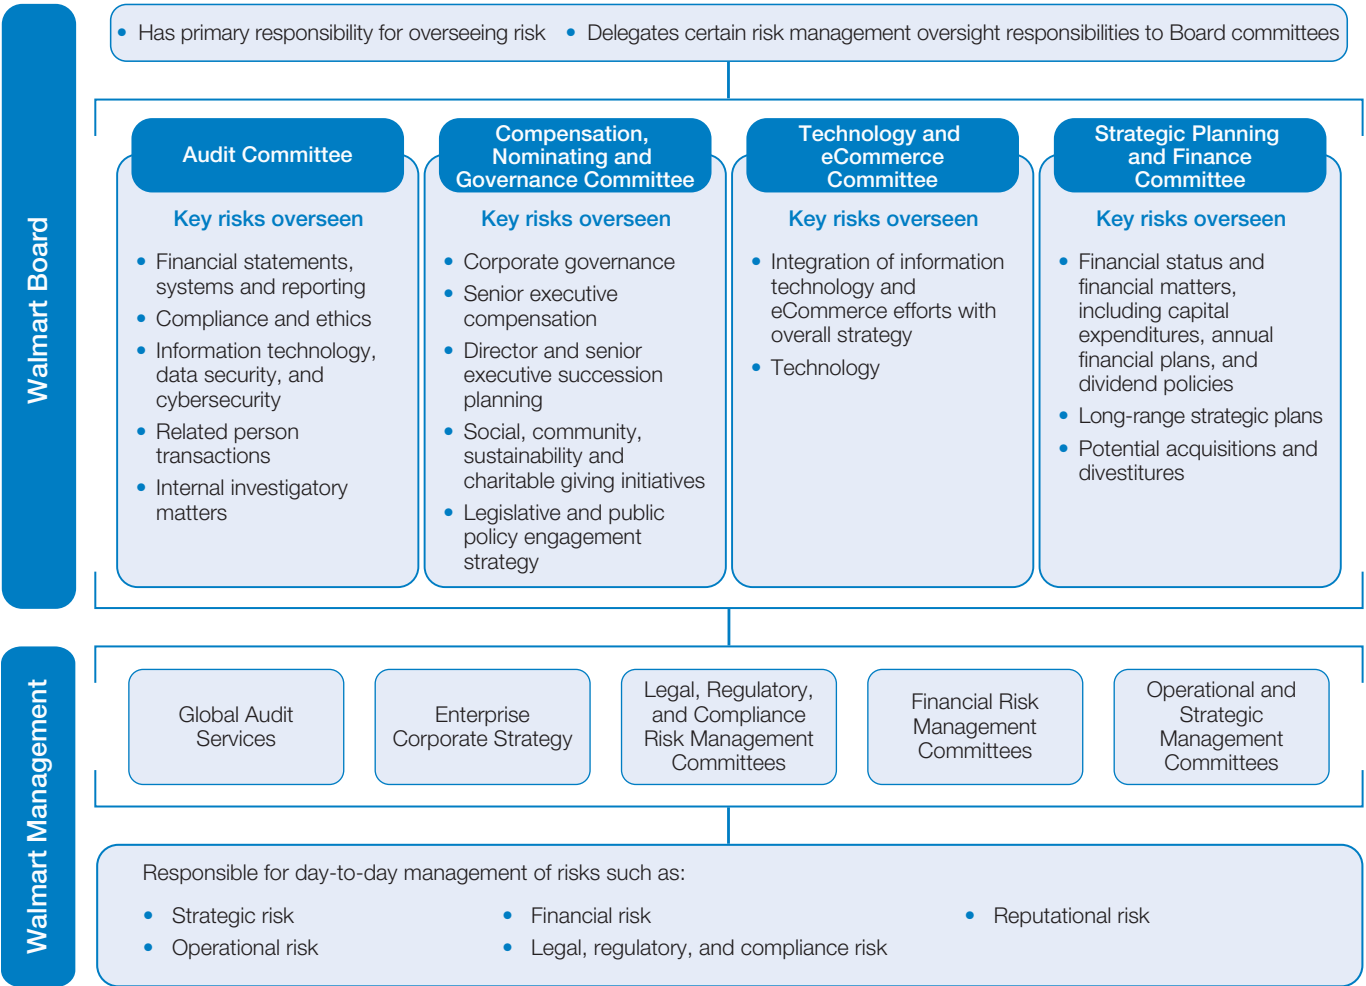 Walmart Board
• Has primary responsibility for overseeing risk • Delegates certain risk management oversight responsibilities to Board committees
Audit Committee
Key risks overseen
• Financial statements,
systems and reporting
• Compliance and ethics
• Information technology,
data security, and
cybersecurity
• Related person
transactions
• Internal investigatory
matters
Compensation,
Nominating and
Governance Committee
Key risks overseen
• Corporate governance
• Senior executive
compensation
• Director and senior
executive succession
planning
• Social, community,
sustainability and
charitable giving initiatives
• Legislative and public
policy engagement
strategy
Technology and
eCommerce
Committee
Key risks overseen
• Integration of information
technology and
eCommerce efforts with
overall strategy
• Technology
Strategic Planning
and Finance
Committee
Key risks overseen
• Financial status and
financial matters,
including capital
expenditures, annual
financial plans, and
dividend policies
• Long-range strategic plans
• Potential acquisitions and
divestitures
Walmart Management
Global Audit
Services
Enterprise
Corporate Strategy
Legal, Regulatory,
and Compliance
Risk Management
Committees
Financial Risk
Management
Committees
Operational and
Strategic
Management
Committees
Responsible for day-to-day management of risks such as:
• Strategic risk
• Operational risk
• Financial risk
• Legal, regulatory, and compliance risk
• Reputational risk